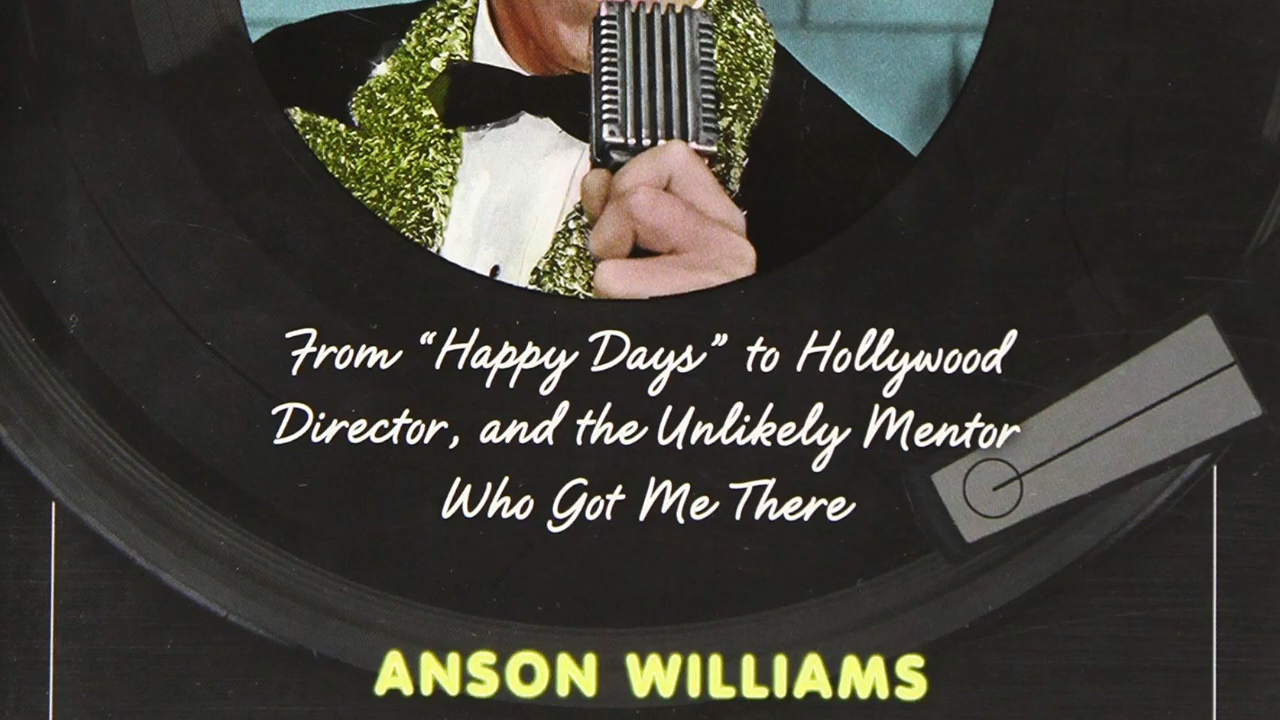 From “Happy Days” to Hollywood
Director, and the Unlikely Mentor
Who Got Me There
ANSON WILLIAMS